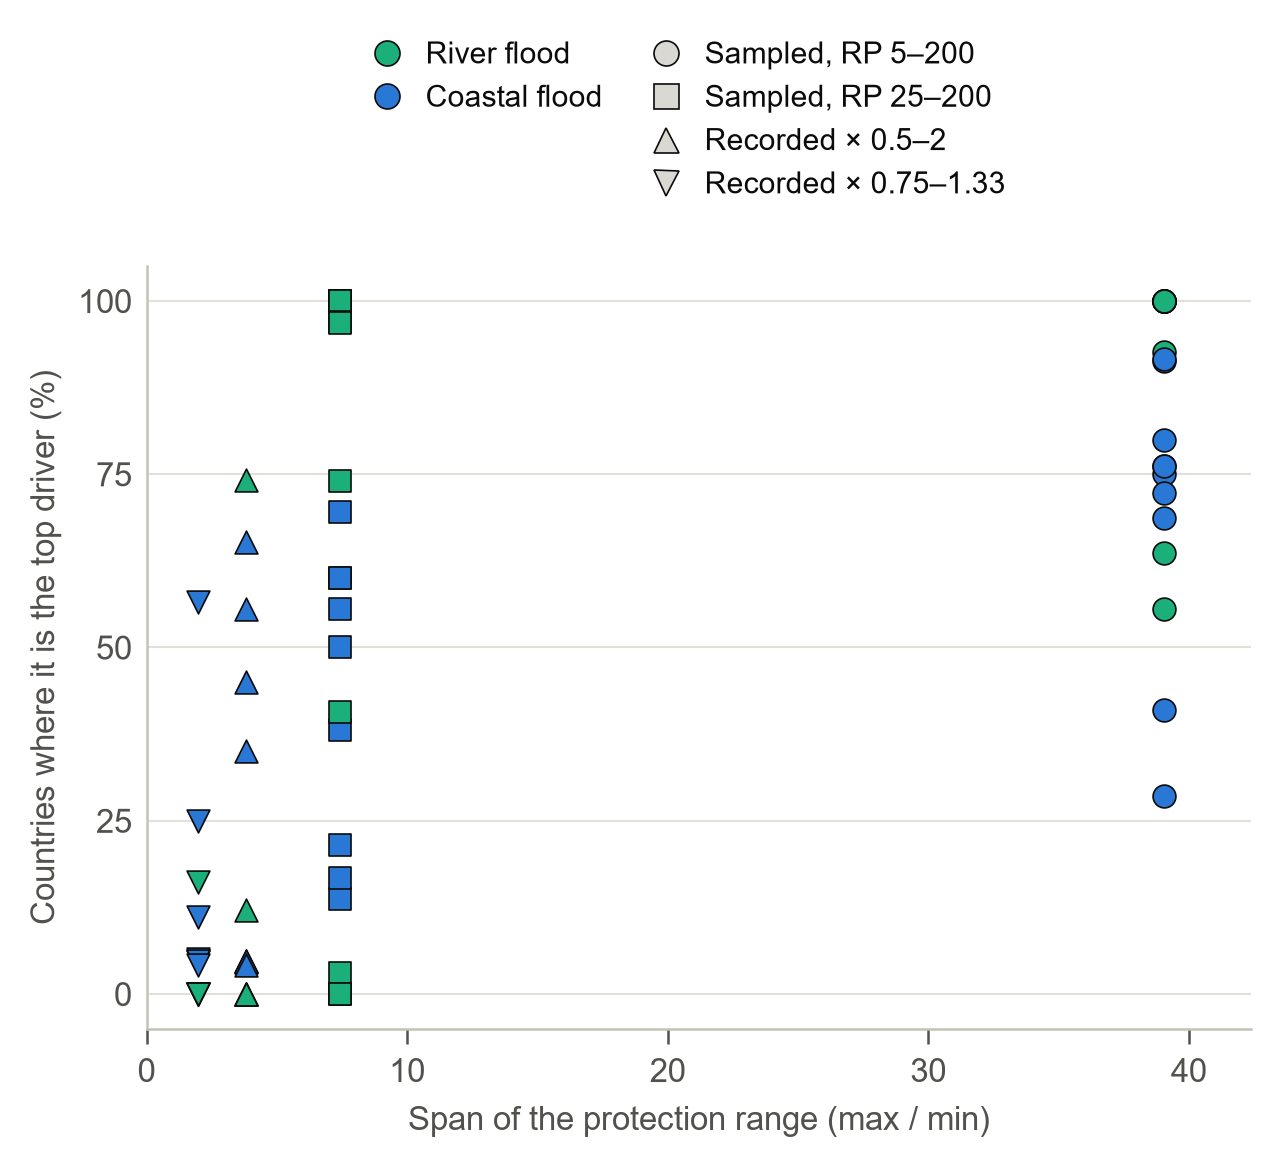 River flood
Coastal flood
Sampled, RP 5–200
Sampled, RP 25–200
Recorded × 0.5–2
Recorded × 0.75–1.33
Countries where it is the top driver (%)
100
75
50
25
0
0 10 20 30 40
Span of the protection range (max / min)